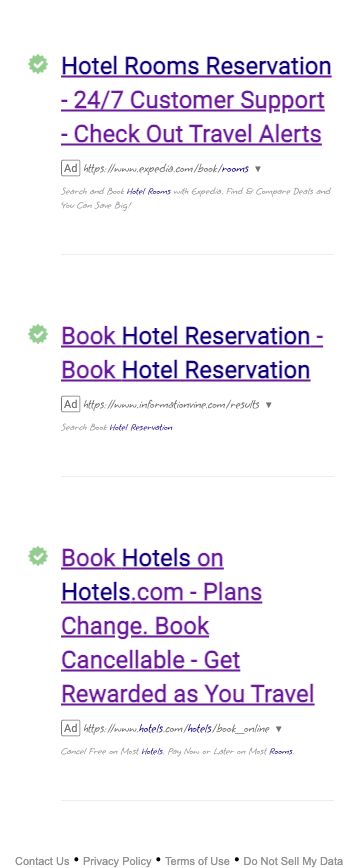 Hotel Rooms Reservation
- 24/7 Customer Support
- Check Out Travel Alerts
Ad https://www.expedia.com/book/rooms ▼
Search and Book Hotel Rooms with Expedia. Find & Compare Deals and
You Can Save Big!
Book Hotel Reservation -
Book Hotel Reservation
Ad https://www.informationvine.com/results ▼
Search Book Hotel Reservation
Book Hotels on
Hotels.com - Plans
Change. Book
Cancellable - Get
Rewarded as You Travel
Ad https://www.hotels.com/hotels/book_online ▼
Cancel Free on Most Hotels. Pay Now or Later on Most Rooms.
Contact Us • Privacy Policy • Terms of Use • Do Not Sell My Data